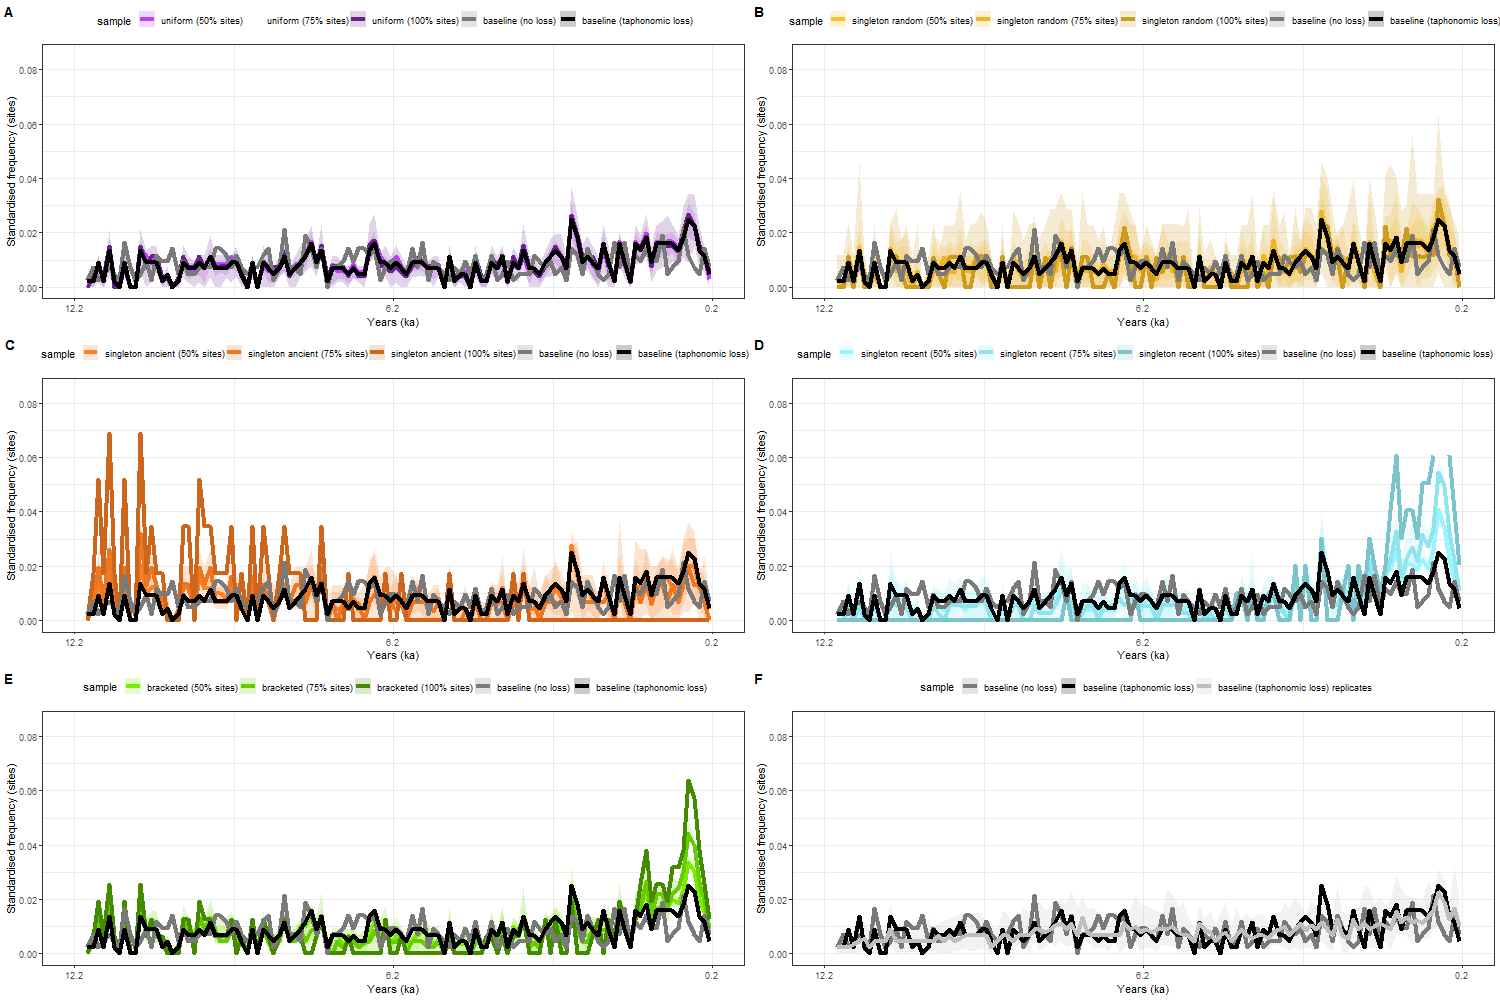 A
sample uniform (50% sites) uniform (75% sites) uniform (100% sites) baseline (no loss) baseline (taphonomic loss)
Standardised frequency (sites)
0.08
0.06
0.04
0.02
0.00
12.2 6.2 0.2
Years (ka)
B
sample singleton random (50% sites) singleton random (75% sites) singleton random (100% sites) baseline (no loss) baseline (taphonomic loss)
Standardised frequency (sites)
0.08
0.06
0.04
0.02
0.00
12.2 6.2 0.2
Years (ka)
C
sample singleton ancient (50% sites) singleton ancient (75% sites) singleton ancient (100% sites) baseline (no loss) baseline (taphonomic loss)
Standardised frequency (sites)
0.08
0.06
0.04
0.02
0.00
12.2 6.2 0.2
Years (ka)
D
sample singleton recent (50% sites) singleton recent (75% sites) singleton recent (100% sites) baseline (no loss) baseline (taphonomic loss)
Standardised frequency (sites)
0.08
0.06
0.04
0.02
0.00
12.2 6.2 0.2
Years (ka)
E
sample bracketed (50% sites) bracketed (75% sites) bracketed (100% sites) baseline (no loss) baseline (taphonomic loss)
Standardised frequency (sites)
0.08
0.06
0.04
0.02
0.00
12.2 6.2 0.2
Years (ka)
F
sample baseline (no loss) baseline (taphonomic loss) baseline (taphonomic loss) replicates
Standardised frequency (sites)
0.08
0.06
0.04
0.02
0.00
12.2 6.2 0.2
Years (ka)